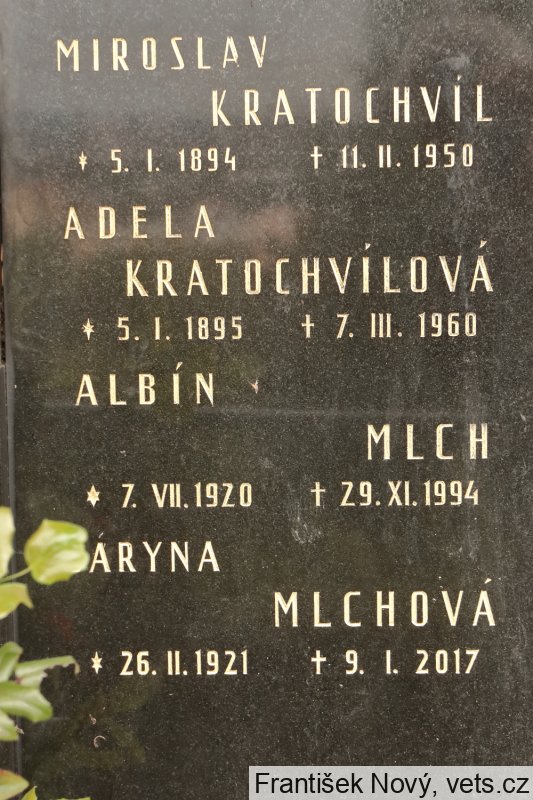 MIROSLAV
KRATOCHVÍL
* 5. I. 1894 † 11. II. 1950
ADELA
KRATOCHVÍLOVÁ
* 5. I. 1895 † 7. III. 1960
ALBÍN
MLCH
* 7. VII. 1920 † 29. XI. 1994
ÁRYNA
MLCHOVÁ
* 26. II. 1921 † 9. I. 2017
František Nový, vets.cz